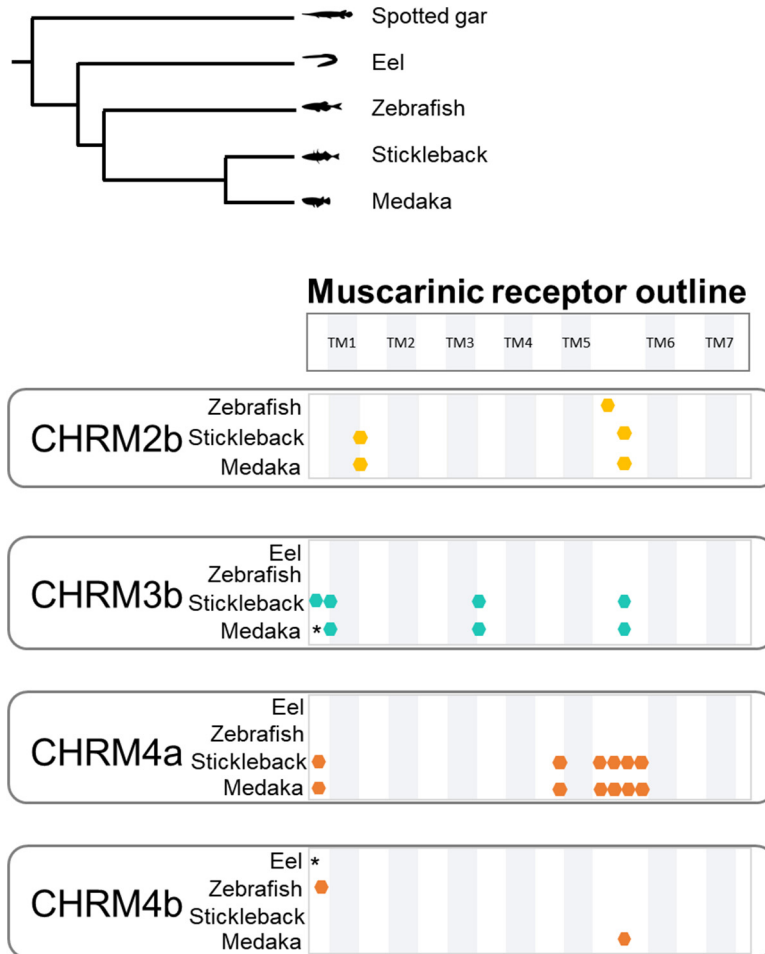 Spotted gar
Eel
Zebrafish
Stickleback
Medaka
Muscarinic receptor outline
TM1 TM2 TM3 TM4 TM5 TM6 TM7
CHRM2b
Zebrafish
Stickleback
Medaka
CHRM3b
Eel
Zebrafish
Stickleback
Medaka *
CHRM4a
Eel
Zebrafish
Stickleback
Medaka
CHRM4b
Eel *
Zebrafish
Stickleback
Medaka